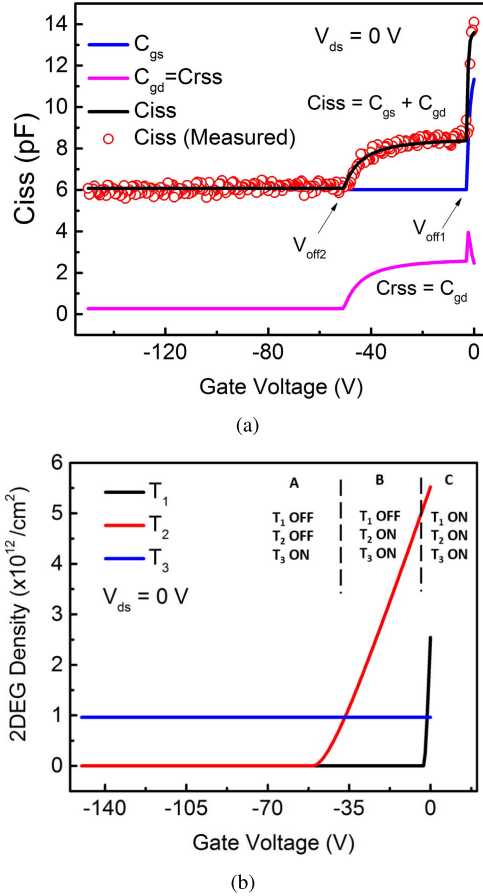 14
12
10
8
6
4
2
0
Ciss (pF)
C_gs
C_gd=Crss
Ciss
Ciss (Measured)
V_ds = 0 V
Ciss = C_gs + C_gd
V_off2
V_off1
Crss = C_gd
-120 -80 -40 0
Gate Voltage (V)
(a)
6
5
4
3
2
1
0
2DEG Density (x10^12/cm^2)
T_1
T_2
T_3
V_ds = 0 V
A
T_1 OFF
T_2 OFF
T_3 ON
B
T_1 OFF
T_2 ON
T_3 ON
C
T_1 ON
T_2 ON
T_3 ON
-140 -105 -70 -35 0
Gate Voltage (V)
(b)